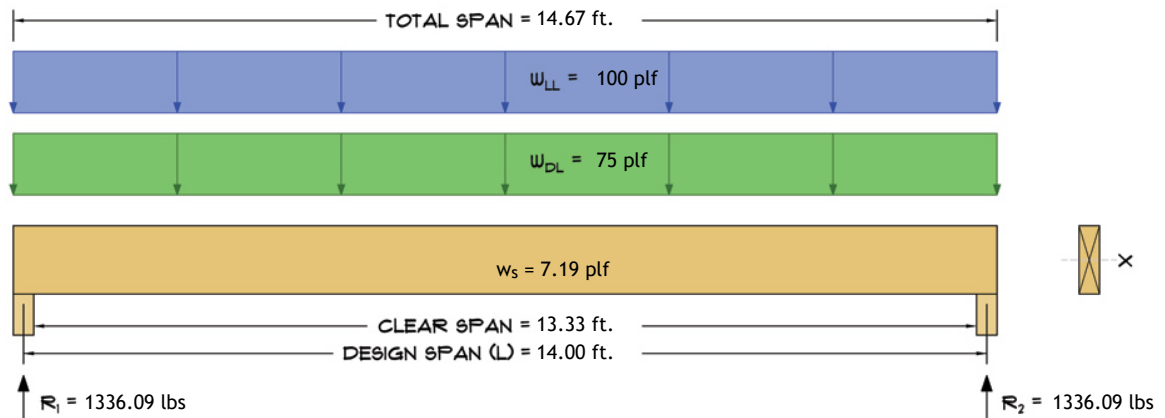 TOTAL SPAN = 14.67 ft.
WLL = 100 plf
WDL = 75 plf
ws = 7.19 plf
X
CLEAR SPAN = 13.33 ft.
DESIGN SPAN (L) = 14.00 ft.
R1 = 1336.09 lbs
R2 = 1336.09 lbs